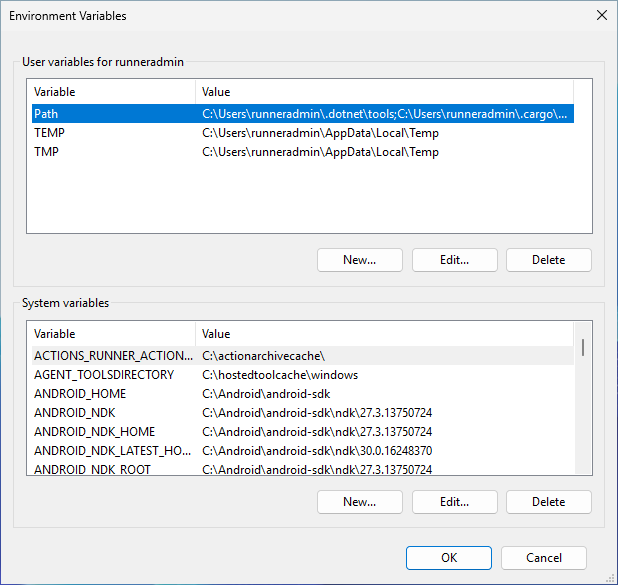 Environment Variables
User variables for runneradmin
Variable Value
Path C:\Users\runneradmin\.dotnet\tools;C:\Users\runneradmin\.cargo\...
TEMP C:\Users\runneradmin\AppData\Local\Temp
TMP C:\Users\runneradmin\AppData\Local\Temp
New... Edit... Delete
System variables
Variable Value
ACTIONS_RUNNER_ACTION... C:\actionarchivecache\
AGENT_TOOLSDIRECTORY C:\hostedtoolcache\windows
ANDROID_HOME C:\Android\android-sdk
ANDROID_NDK C:\Android\android-sdk\ndk\27.3.13750724
ANDROID_NDK_HOME C:\Android\android-sdk\ndk\27.3.13750724
ANDROID_NDK_LATEST_HO... C:\Android\android-sdk\ndk\30.0.16248370
ANDROID_NDK_ROOT C:\Android\android-sdk\ndk\27.3.13750724
New... Edit... Delete
OK Cancel